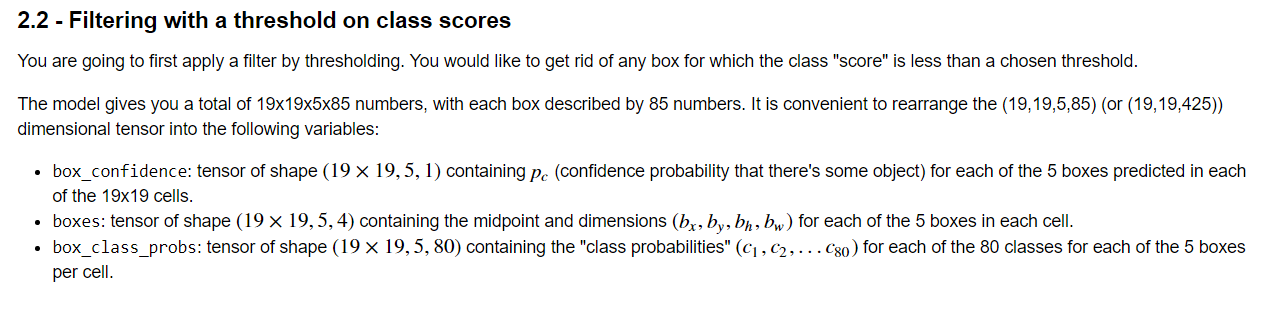 2.2 - Filtering with a threshold on class scores
You are going to first apply a filter by thresholding. You would like to get rid of any box for which the class "score" is less than a chosen threshold.
The model gives you a total of 19x19x5x85 numbers, with each box described by 85 numbers. It is convenient to rearrange the (19,19,5,85) (or (19,19,425))
dimensional tensor into the following variables:
• box_confidence: tensor of shape (19 × 19, 5, 1) containing p_c (confidence probability that there's some object) for each of the 5 boxes predicted in each
of the 19x19 cells.
• boxes: tensor of shape (19 × 19, 5, 4) containing the midpoint and dimensions (b_x, b_y, b_h, b_w) for each of the 5 boxes in each cell.
• box_class_probs: tensor of shape (19 × 19, 5, 80) containing the "class probabilities" (c_1, c_2, . . . c_80) for each of the 80 classes for each of the 5 boxes
per cell.